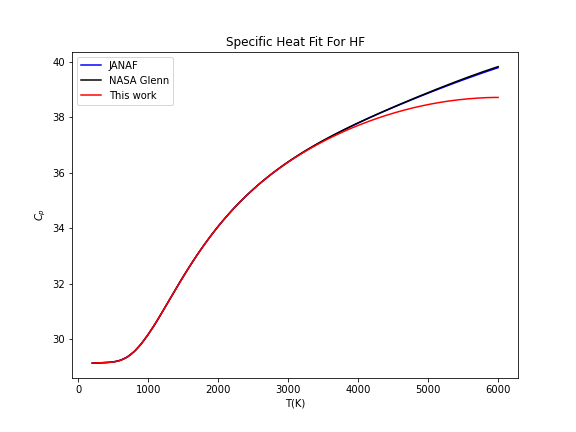 Specific Heat Fit For HF
JANAF
NASA Glenn
This work
40
38
36
34
32
30
C_p
0 1000 2000 3000 4000 5000 6000
T(K)